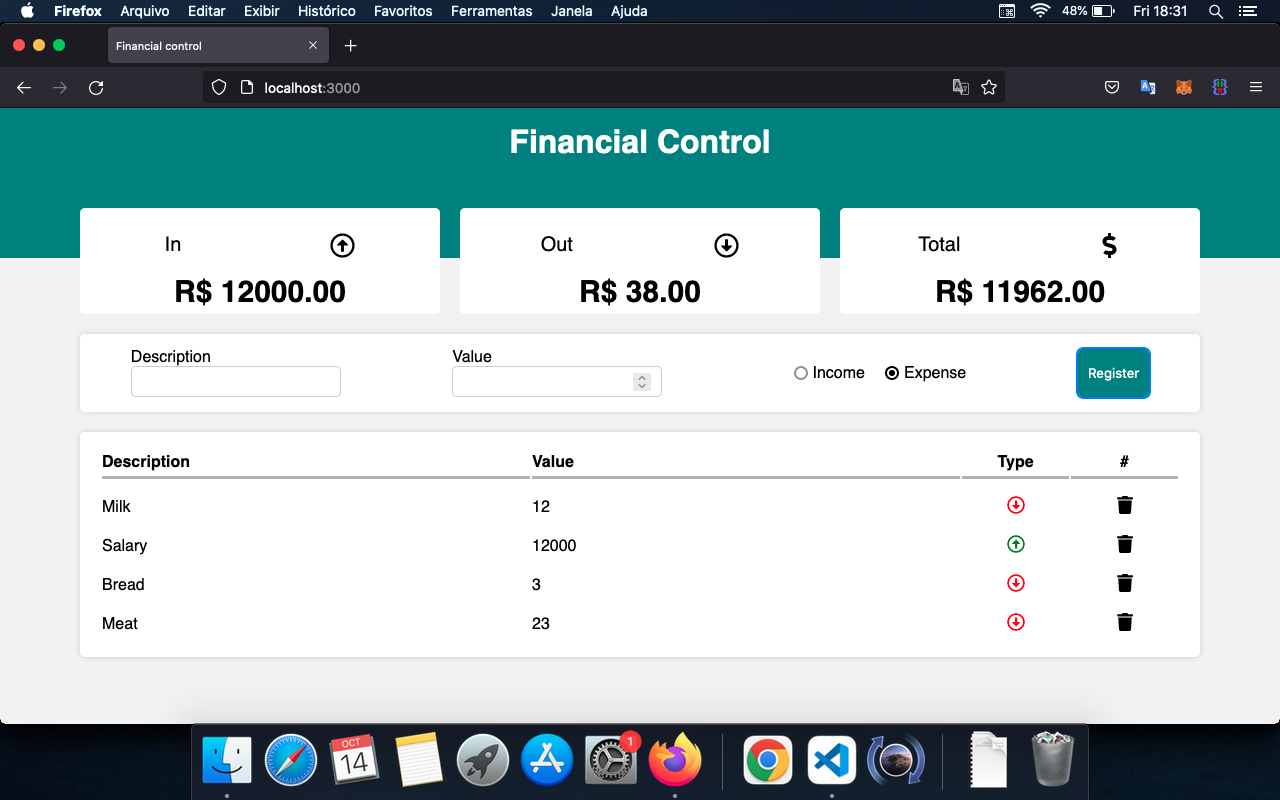 Firefox Arquivo Editar Exibir Histórico Favoritos Ferramentas Janela Ajuda 48% Fri 18:31
Financial control
localhost:3000
Financial Control
In Out Total $
R$ 12000.00 R$ 38.00 R$ 11962.00
Description Value
Income Expense Register
Description Value Type #
Milk 12
Salary 12000
Bread 3
Meat 23
OCT 1
14